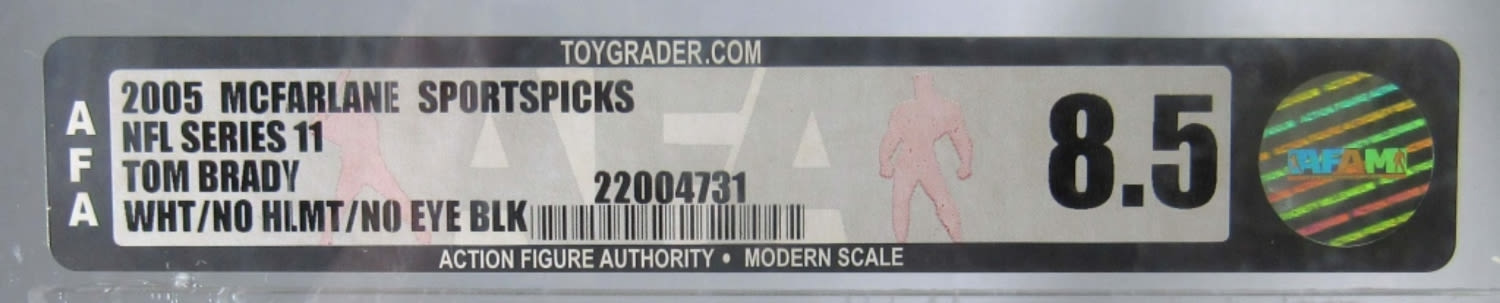 TOYGRADER.COM
AFA
2005 MCFARLANE SPORTSPICKS
NFL SERIES 11
TOM BRADY
22004731
WHT/NO HLMT/NO EYE BLK
8.5
AFAM
ACTION FIGURE AUTHORITY • MODERN SCALE